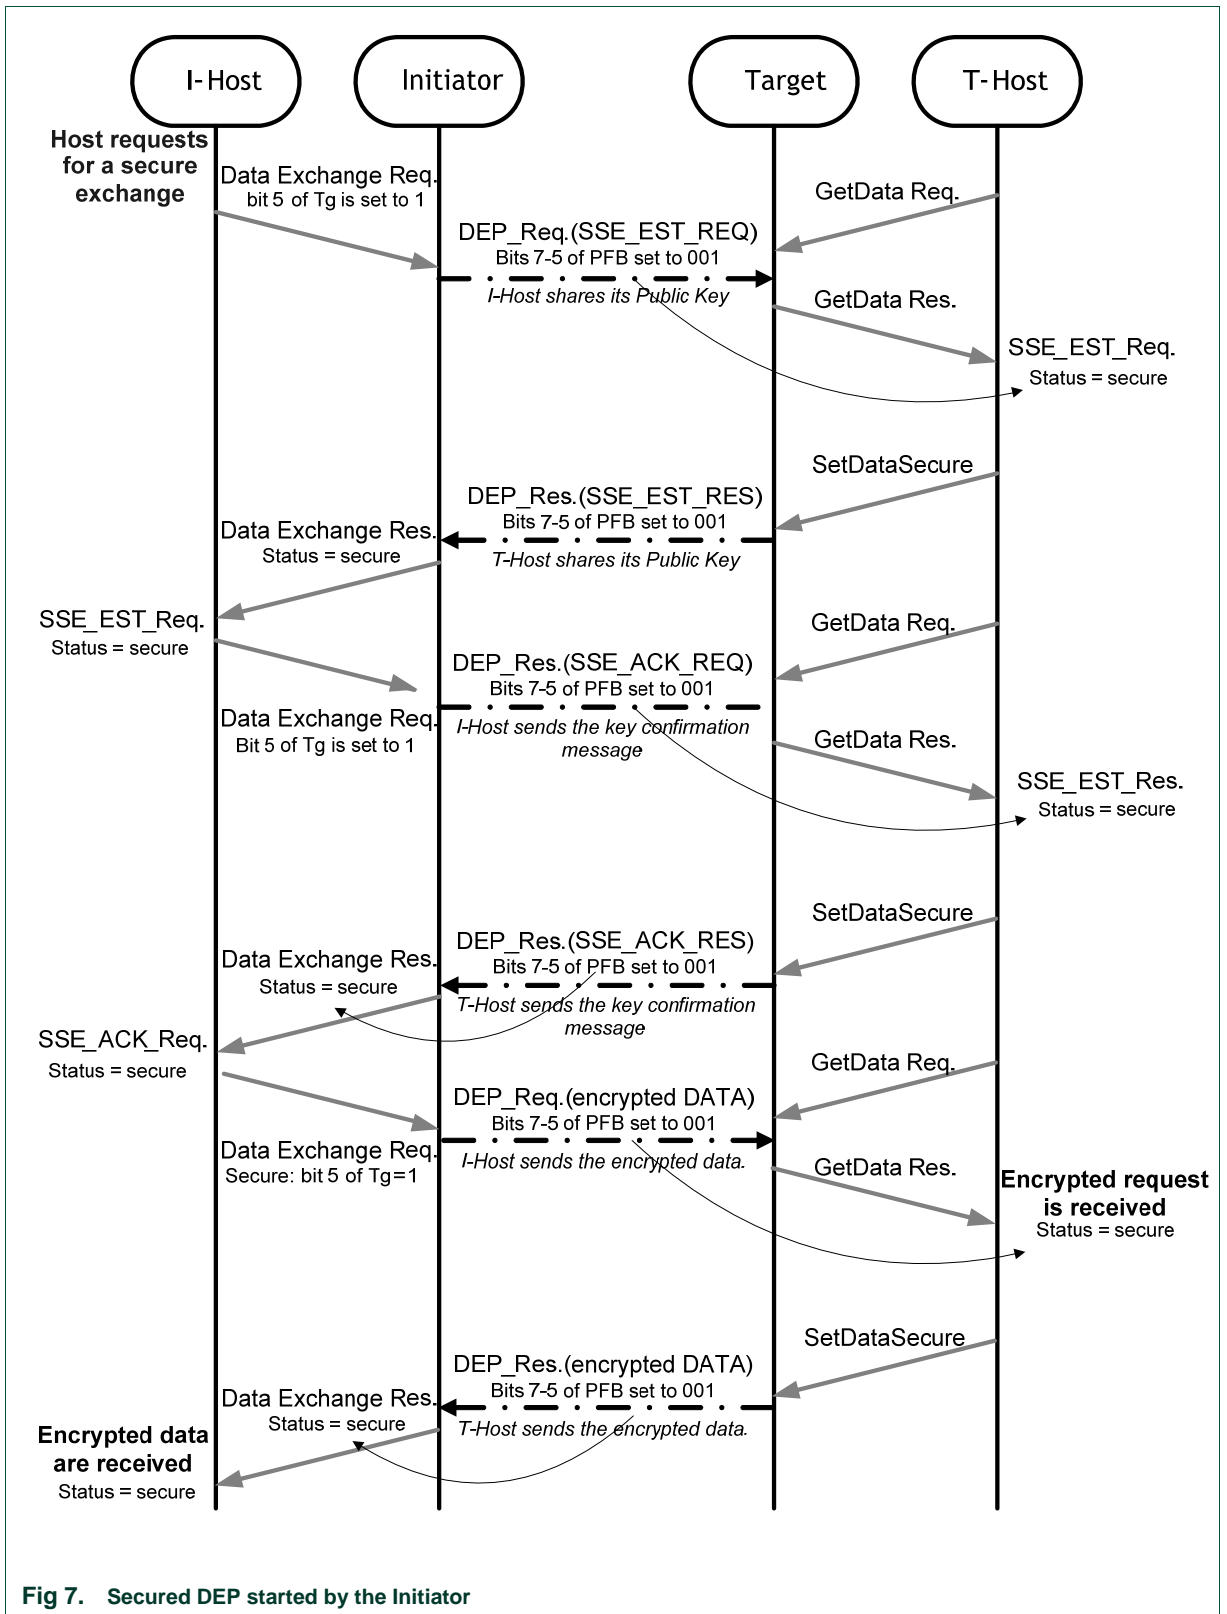 I-Host
Initiator
Target
T-Host
Host requests
for a secure
exchange
Data Exchange Req.
bit 5 of Tg is set to 1
GetData Req.
DEP_Req.(SSE_EST_REQ)
Bits 7-5 of PFB set to 001
I-Host shares its Public Key
GetData Res.
SSE_EST_Req.
Status = secure
SetDataSecure
DEP_Res.(SSE_EST_RES)
Bits 7-5 of PFB set to 001
T-Host shares its Public Key
Data Exchange Res.
Status = secure
SSE_EST_Req.
Status = secure
GetData Req.
DEP_Res.(SSE_ACK_REQ)
Bits 7-5 of PFB set to 001
I-Host sends the key confirmation
message
Data Exchange Req.
Bit 5 of Tg is set to 1
GetData Res.
SSE_EST_Res.
Status = secure
SetDataSecure
DEP_Res.(SSE_ACK_RES)
Bits 7-5 of PFB set to 001
T-Host sends the key confirmation
message
Data Exchange Res.
Status = secure
SSE_ACK_Req.
Status = secure
GetData Req.
DEP_Req.(encrypted DATA)
Bits 7-5 of PFB set to 001
I-Host sends the encrypted data.
Data Exchange Req.
Secure: bit 5 of Tg=1
GetData Res.
Encrypted request
is received
Status = secure
SetDataSecure
DEP_Res.(encrypted DATA)
Bits 7-5 of PFB set to 001
T-Host sends the encrypted data.
Data Exchange Res.
Status = secure
Encrypted data
are received
Status = secure
Fig 7. Secured DEP started by the Initiator